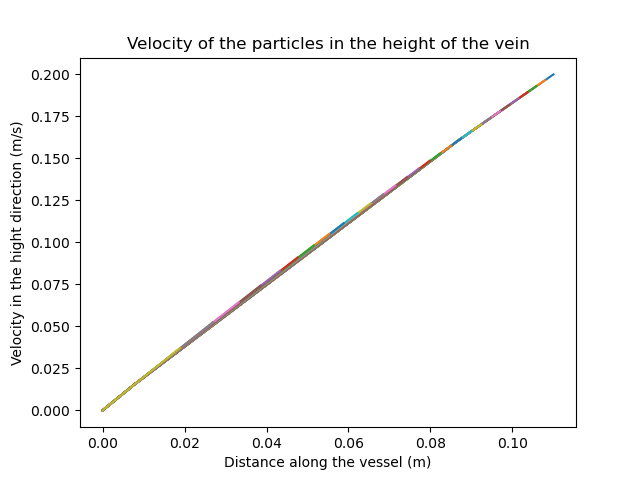 Velocity of the particles in the height of the vein
0.200
0.175
0.150
0.125
0.100
0.075
0.050
0.025
0.000
Velocity in the hight direction (m/s)
0.00 0.02 0.04 0.06 0.08 0.10
Distance along the vessel (m)